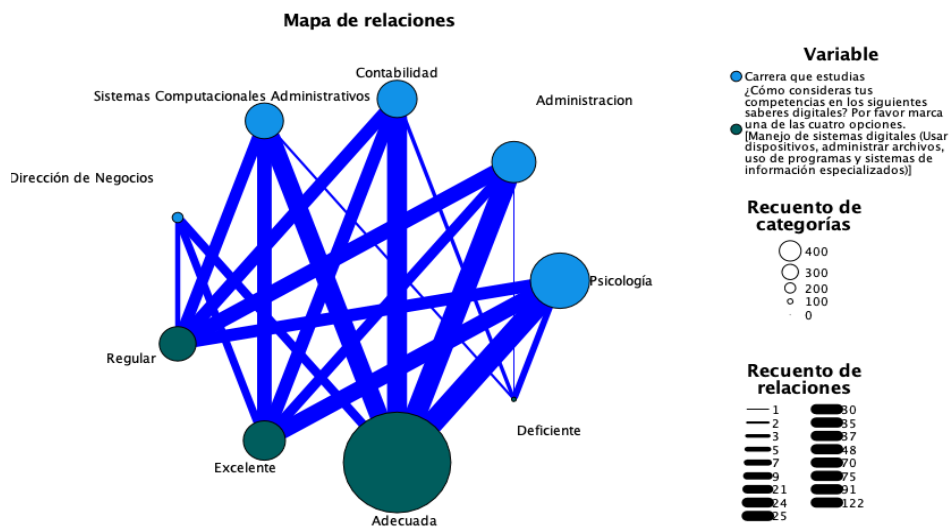 Mapa de relaciones
Contabilidad
Sistemas Computacionales Administrativos
Administracion
Dirección de Negocios
Psicología
Regular
Deficiente
Excelente
Adecuada
Variable
Carrera que estudias
¿Cómo consideras tus
competencias en los siguientes
saberes digitales? Por favor marca
una de las cuatro opciones.
[Manejo de sistemas digitales (Usar
dispositivos, administrar archivos,
uso de programas y sistemas de
información especializados)]
Recuento de
categorías
400
300
200
100
0
Recuento de
relaciones
1
2
3
5
7
9
21
24
25
30
35
37
48
70
75
91
122